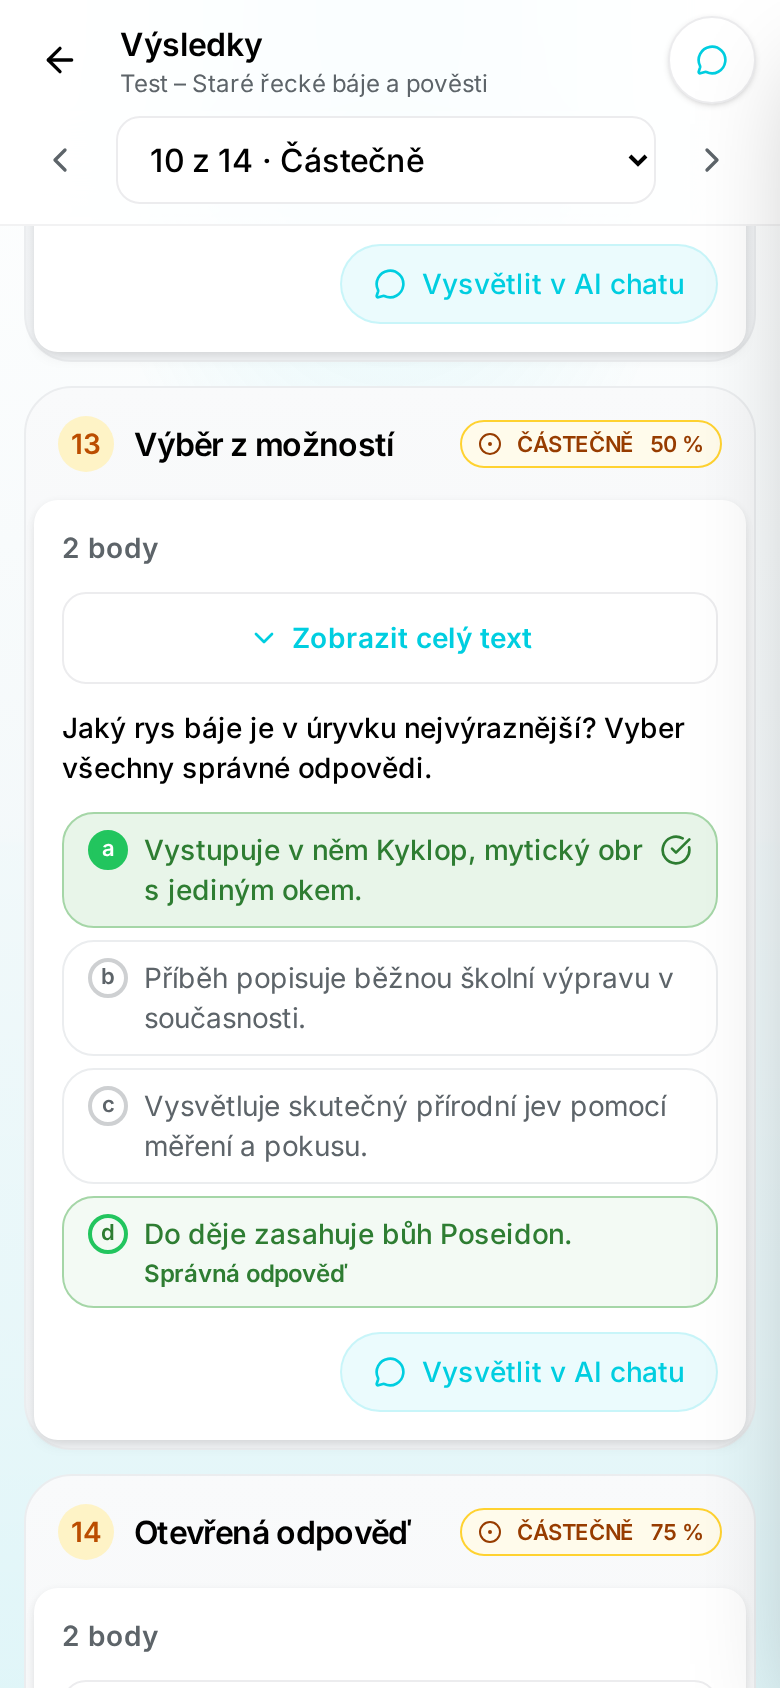 Výsledky
Test – Staré řecké báje a pověsti
10 z 14 · Částečně
Vysvětlit v AI chatu
13 Výběr z možností ČÁSTEČNĚ 50 %
2 body
Zobrazit celý text
Jaký rys báje je v úryvku nejvýraznější? Vyber
všechny správné odpovědi.
a Vystupuje v něm Kyklop, mytický obr
s jediným okem.
b Příběh popisuje běžnou školní výpravu v
současnosti.
c Vysvětluje skutečný přírodní jev pomocí
měření a pokusu.
d Do děje zasahuje bůh Poseidon.
Správná odpověď
Vysvětlit v AI chatu
14 Otevřená odpověď ČÁSTEČNĚ 75 %
2 body